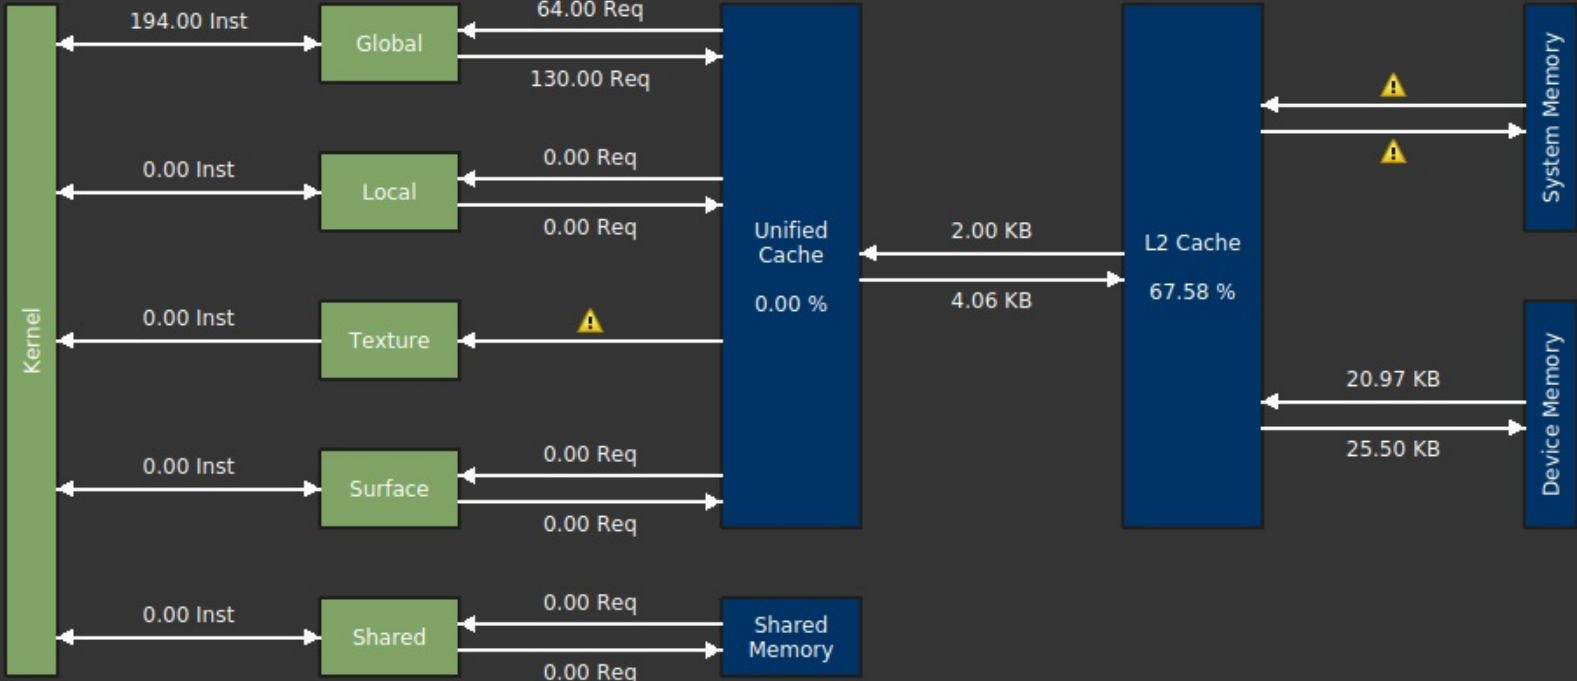 64.00 Req
194.00 Inst
Global
130.00 Req
0.00 Req
0.00 Inst
Local
0.00 Req
Kernel
0.00 Inst
Texture
0.00 Req
0.00 Inst
Surface
0.00 Req
0.00 Req
0.00 Inst
Shared
0.00 Req
Unified
Cache
0.00 %
Shared
Memory
2.00 KB
4.06 KB
L2 Cache
67.58 %
System Memory
20.97 KB
25.50 KB
Device Memory